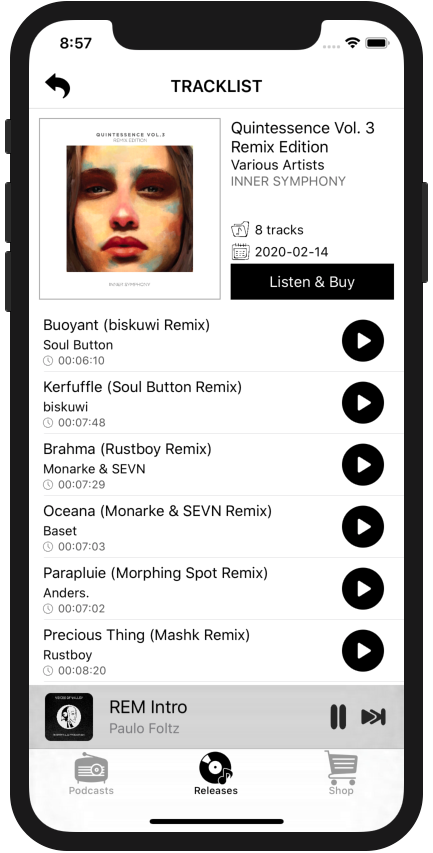 8:57
TRACKLIST
QUINTESSENCE VOL.3
REMIX EDITION
INNER SYMPHONY
Quintessence Vol. 3
Remix Edition
Various Artists
INNER SYMPHONY
8 tracks
2020-02-14
Listen & Buy
Buoyant (biskuwi Remix)
Soul Button
00:06:10
Kerfuffle (Soul Button Remix)
biskuwi
00:07:48
Brahma (Rustboy Remix)
Monarke & SEVN
00:07:29
Oceana (Monarke & SEVN Remix)
Baset
00:07:03
Parapluie (Morphing Spot Remix)
Anders.
00:07:02
Precious Thing (Mashk Remix)
Rustboy
00:08:20
REM Intro
Paulo Foltz
Podcasts
Releases
Shop